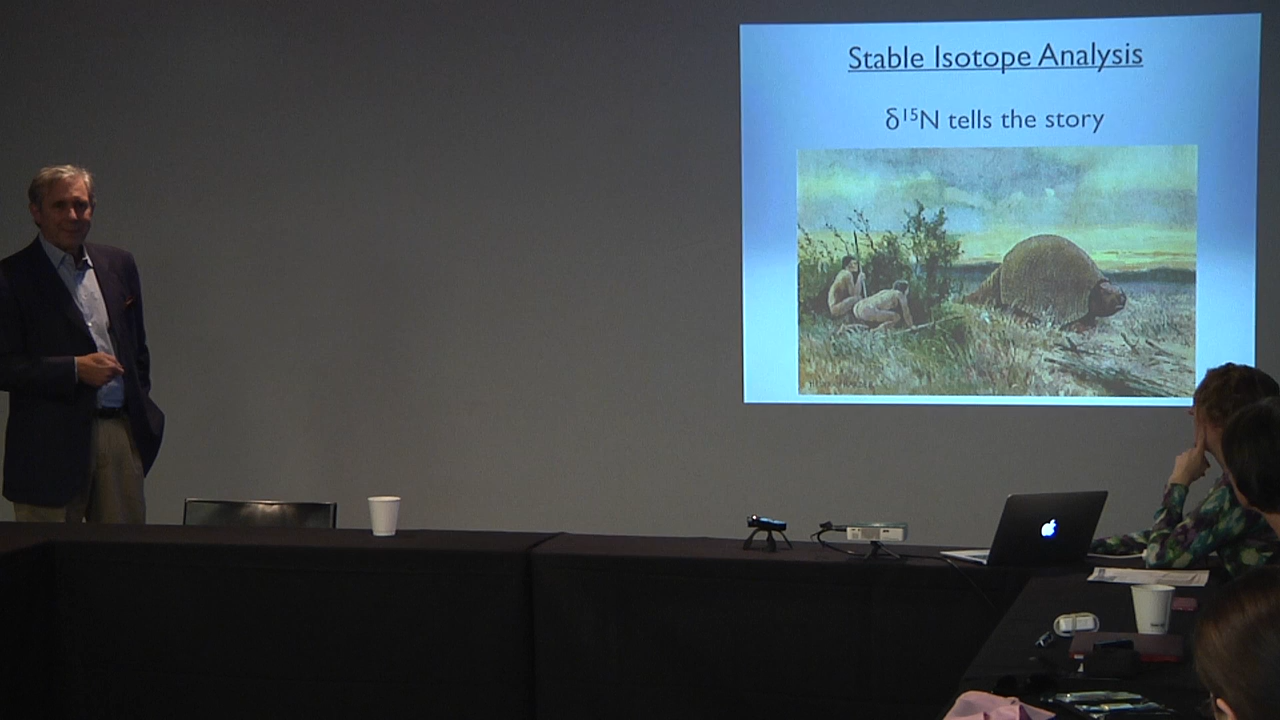 Stable Isotope Analysis
δ¹⁵N tells the story